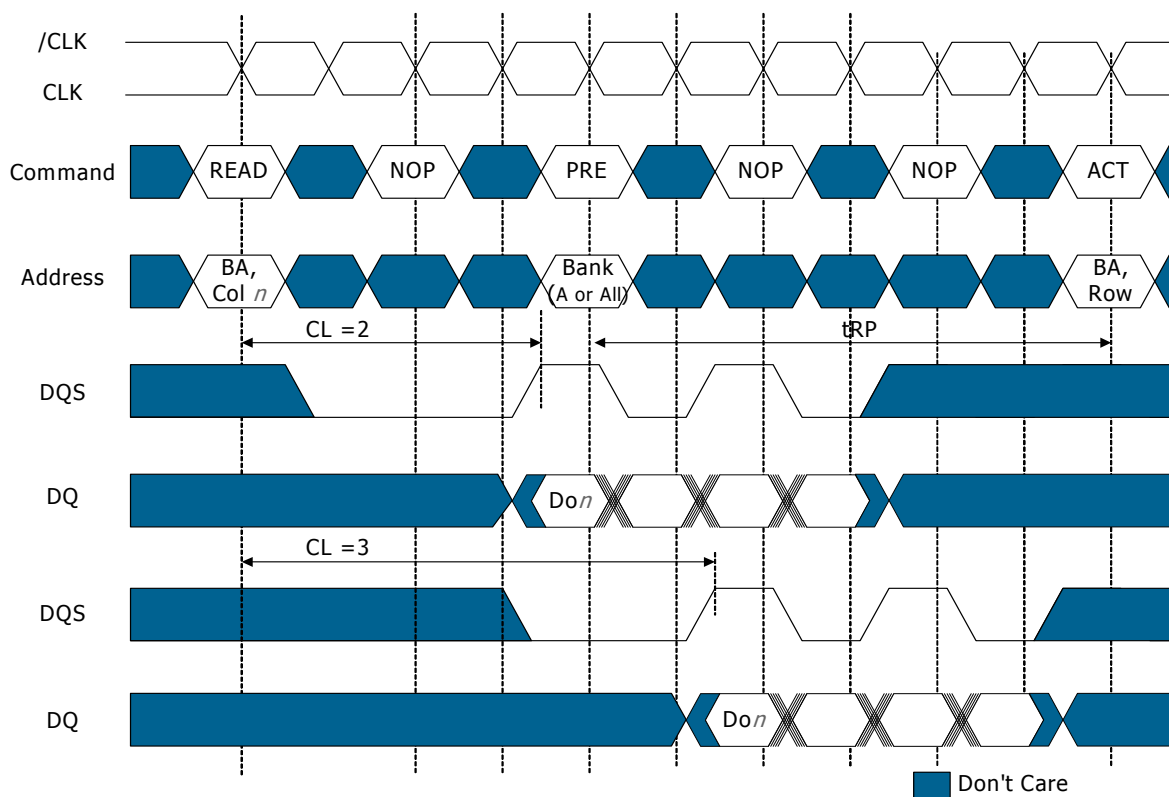 /CLK
CLK
Command
READ
NOP
PRE
NOP
NOP
ACT
Address
BA,
Col n
Bank
(A or All)
BA,
Row
CL =2
tRP
DQS
DQ
Don
CL =3
DQS
DQ
Don
Don't Care